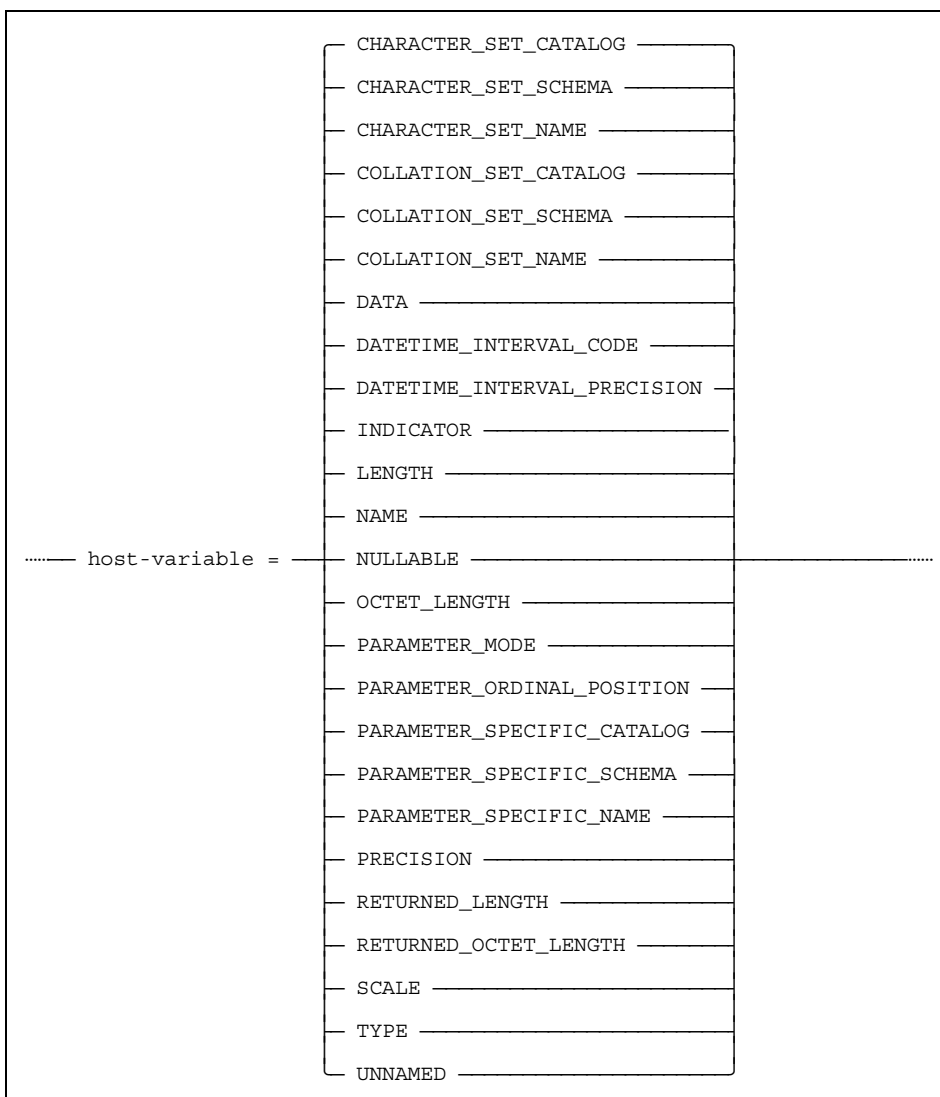 CHARACTER_SET_CATALOG
CHARACTER_SET_SCHEMA
CHARACTER_SET_NAME
COLLATION_SET_CATALOG
COLLATION_SET_SCHEMA
COLLATION_SET_NAME
DATA
DATETIME_INTERVAL_CODE
DATETIME_INTERVAL_PRECISION
INDICATOR
LENGTH
NAME
host-variable = NULLABLE
OCTET_LENGTH
PARAMETER_MODE
PARAMETER_ORDINAL_POSITION
PARAMETER_SPECIFIC_CATALOG
PARAMETER_SPECIFIC_SCHEMA
PARAMETER_SPECIFIC_NAME
PRECISION
RETURNED_LENGTH
RETURNED_OCTET_LENGTH
SCALE
TYPE
UNNAMED